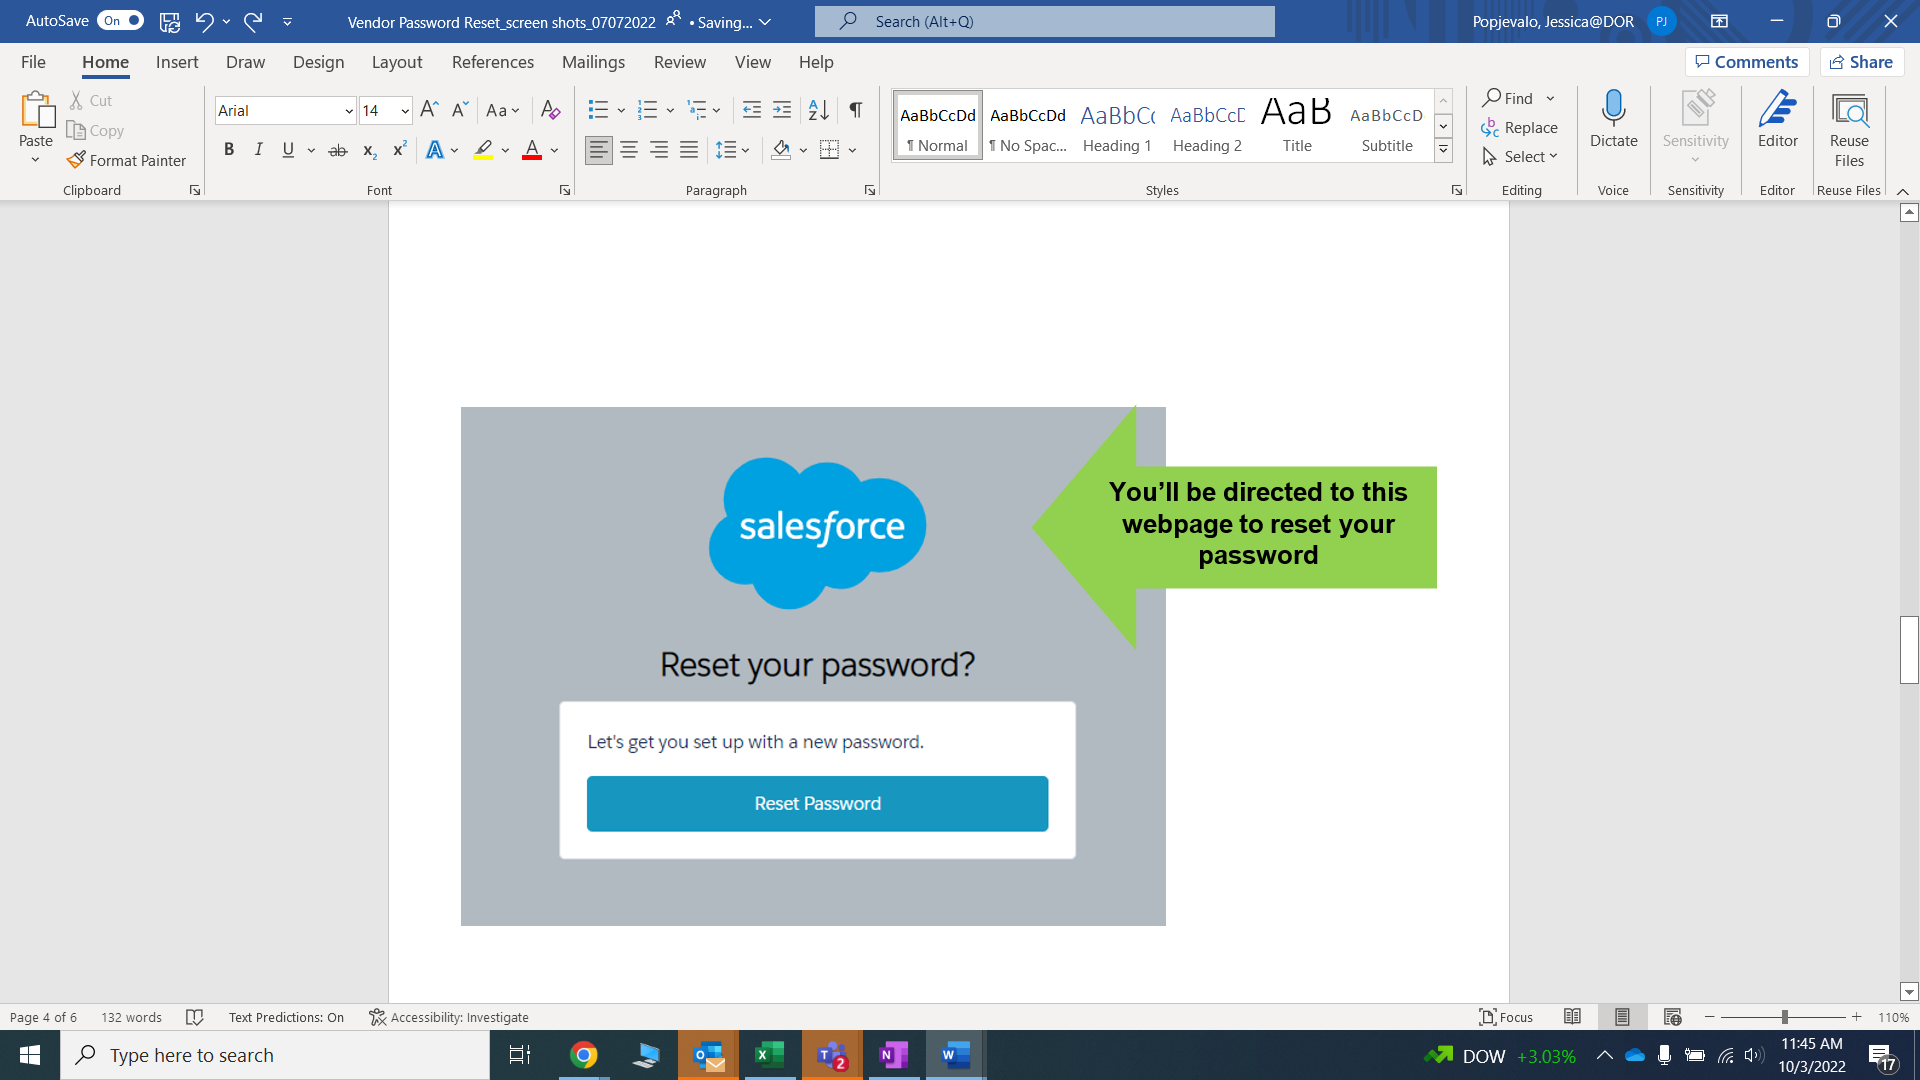 AutoSave On Vendor Password Reset_screen shots_07072022 • Saving... Search (Alt+Q) Popjevalo, Jessica@DOR PJ
File Home Insert Draw Design Layout References Mailings Review View Help Comments Share
Paste
Cut
Copy
Format Painter
Clipboard
Arial 14
Font
Paragraph
AaBbCcDd AaBbCcDd AaBbCc AaBbCcD AaB AaBbCcD
¶ Normal ¶ No Spac... Heading 1 Heading 2 Title Subtitle
Styles
Find
Replace
Select
Editing
Dictate
Voice
Sensitivity
Sensitivity
Editor
Editor
Reuse
Files
Reuse Files
salesforce
You'll be directed to this
webpage to reset your
password
Reset your password?
Let's get you set up with a new password.
Reset Password
Page 4 of 6 132 words Text Predictions: On Accessibility: Investigate Focus 110%
Type here to search
DOW +3.03%
11:45 AM
10/3/2022
2
17